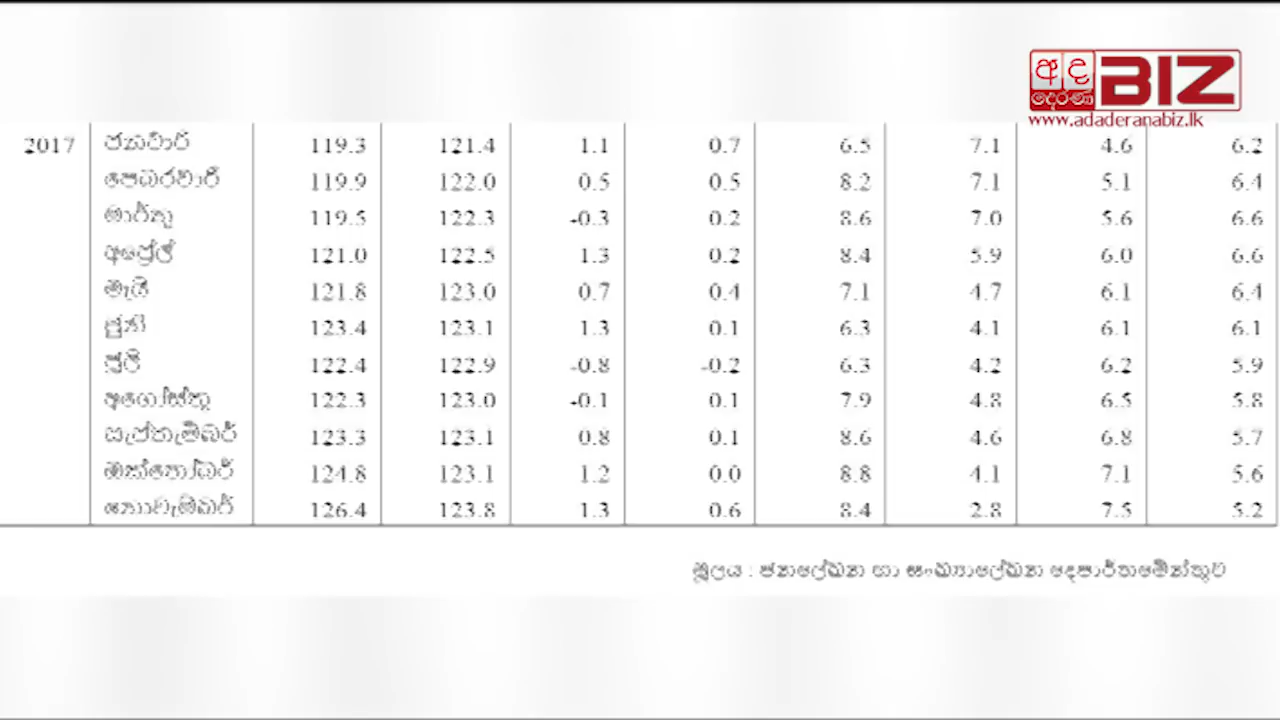 අද
දෙරණ BIZ
www.adaderanabiz.lk
2017 ජනවාරි 119.3 121.4 1.1 0.7 6.5 7.1 4.6 6.2
පෙබරවාරි 119.9 122.0 0.5 0.5 8.2 7.1 5.1 6.4
මාර්තු 119.5 122.3 -0.3 0.2 8.6 7.0 5.6 6.6
අප්‍රේල් 121.0 122.5 1.3 0.2 8.4 5.9 6.0 6.6
මැයි 121.8 123.0 0.7 0.4 7.1 4.7 6.1 6.4
ජුනි 123.4 123.1 1.3 0.1 6.3 4.1 6.1 6.1
ජූලි 122.4 122.9 -0.8 -0.2 6.3 4.2 6.2 5.9
අගෝස්තු 122.3 123.0 -0.1 0.1 7.9 4.8 6.5 5.8
සැප්තැම්බර් 123.3 123.1 0.8 0.1 8.6 4.6 6.8 5.7
ඔක්තෝබර් 124.8 123.1 1.2 0.0 8.8 4.1 7.1 5.6
නොවැම්බර් 126.4 123.8 1.3 0.6 8.4 2.8 7.5 5.2
මූලය : ජනලේඛන හා සංඛ්‍යාලේඛන දෙපාර්තමේන්තුව